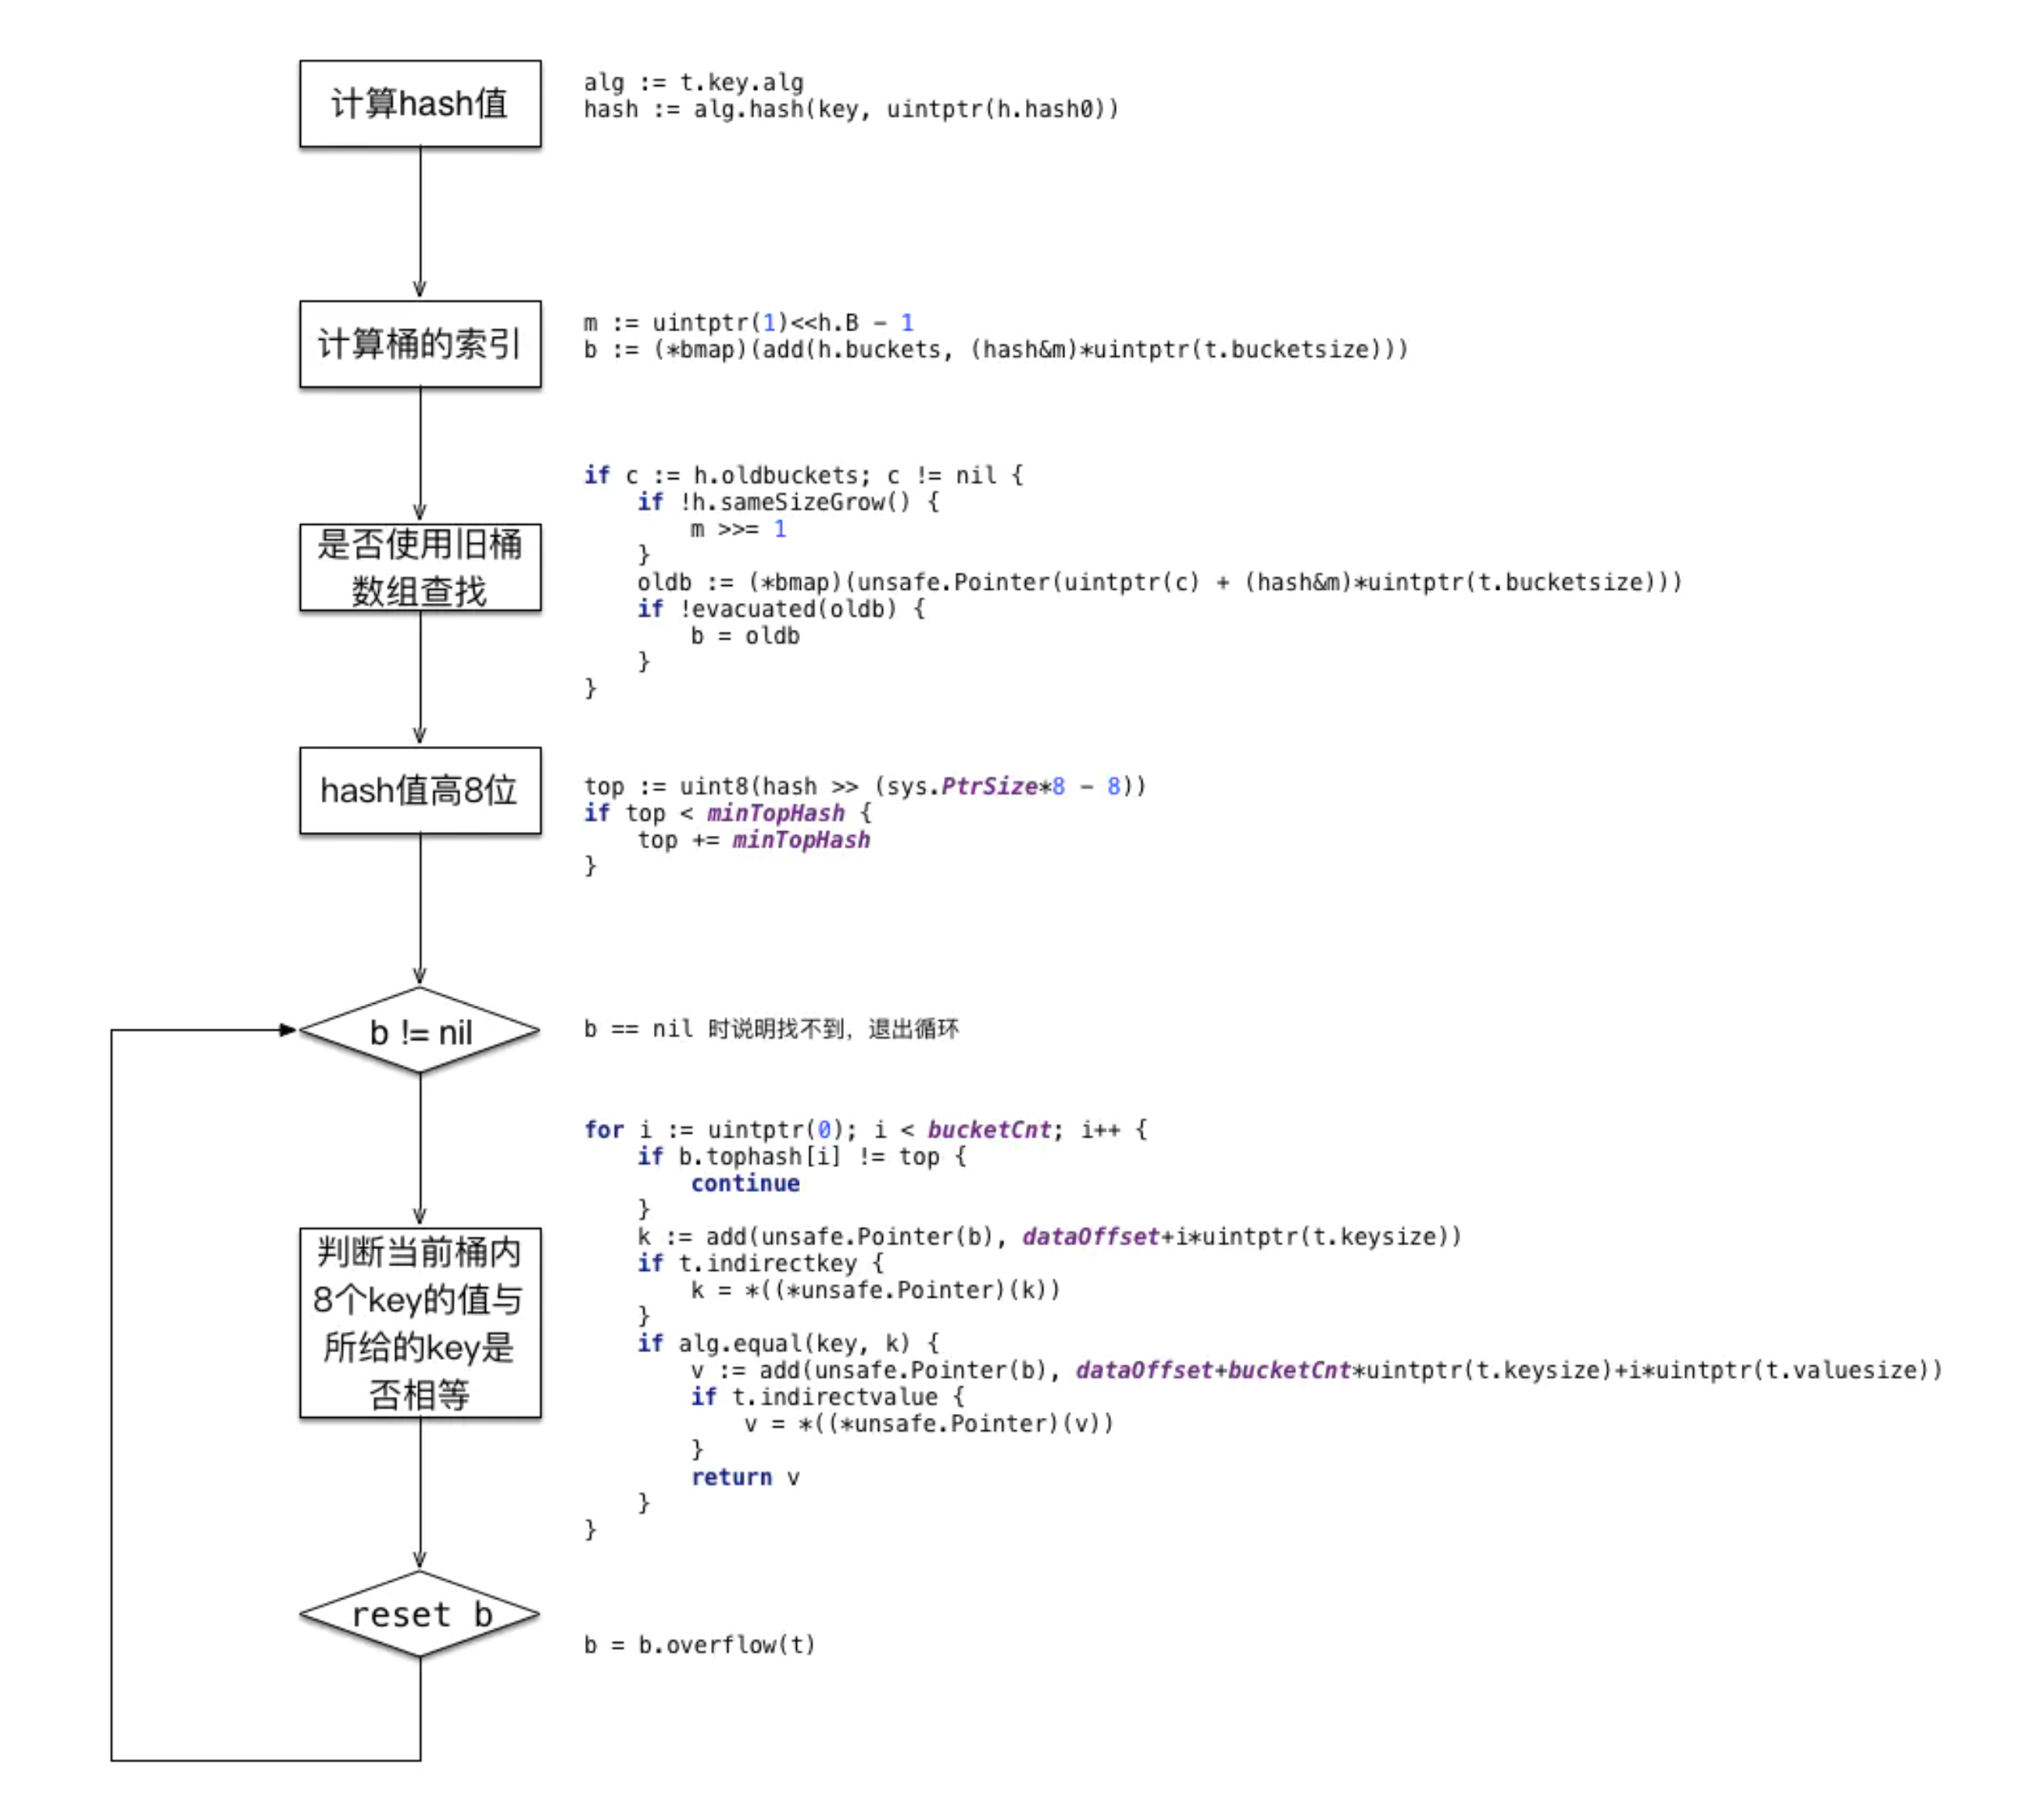 计算hash值
alg := t.key.alg
hash := alg.hash(key, uintptr(h.hash0))
计算桶的索引
m := uintptr(1)<<h.B - 1
b := (*bmap)(add(h.buckets, (hash&m)*uintptr(t.bucketsize)))
是否使用旧桶
数组查找
if c := h.oldbuckets; c != nil {
    if !h.sameSizeGrow() {
        m >>= 1
    }
    oldb := (*bmap)(unsafe.Pointer(uintptr(c) + (hash&m)*uintptr(t.bucketsize)))
    if !evacuated(oldb) {
        b = oldb
    }
}
hash值高8位
top := uint8(hash >> (sys.PtrSize*8 - 8))
if top < minTopHash {
    top += minTopHash
}
b != nil
b == nil 时说明找不到，退出循环
判断当前桶内
8个key的值与
所给的key是
否相等
for i := uintptr(0); i < bucketCnt; i++ {
    if b.tophash[i] != top {
        continue
    }
    k := add(unsafe.Pointer(b), dataOffset+i*uintptr(t.keysize))
    if t.indirectkey {
        k = *((*unsafe.Pointer)(k))
    }
    if alg.equal(key, k) {
        v := add(unsafe.Pointer(b), dataOffset+bucketCnt*uintptr(t.keysize)+i*uintptr(t.valuesize))
        if t.indirectvalue {
            v = *((*unsafe.Pointer)(v))
        }
        return v
    }
}
reset b
b = b.overflow(t)